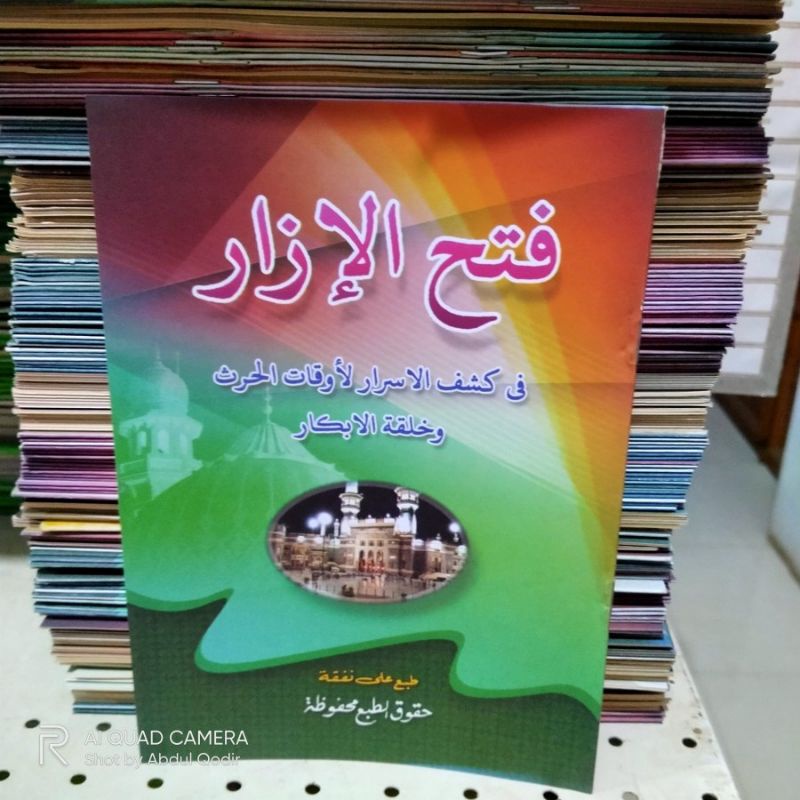 فتح الإزار
فى كشف الاسرار لأوقات الحرث
وخلقة الابكار
طبع على نفقة
حقوق الطبع محفوظة
AI QUAD CAMERA
Shot by Abdul Qodir